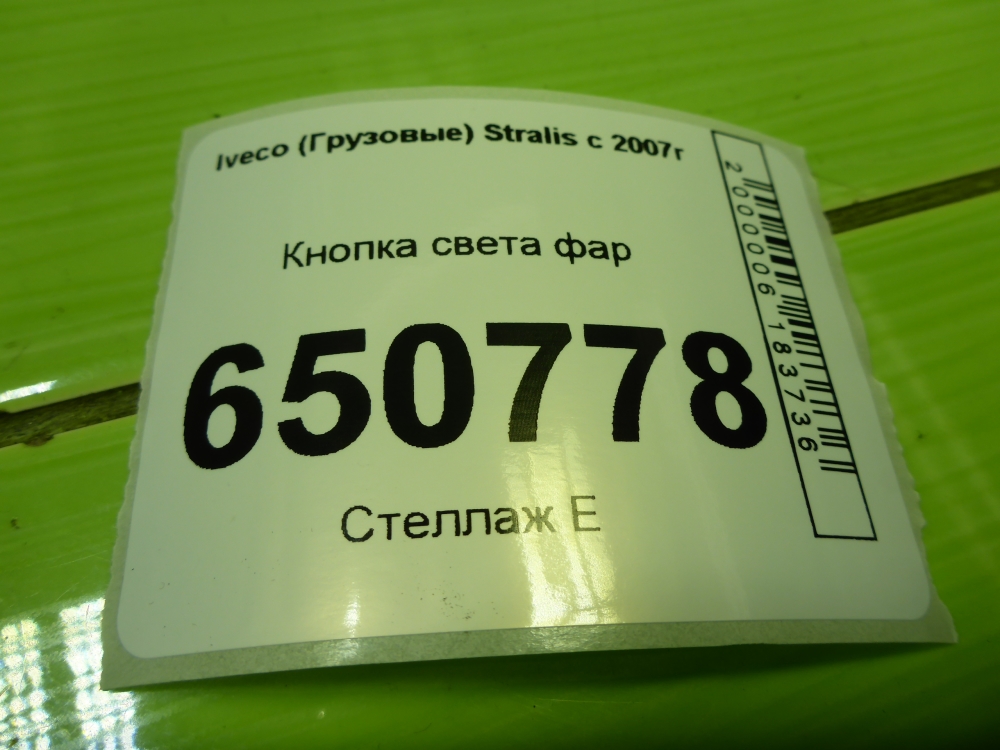 Iveco (Грузовые) Stralis с 2007г
Кнопка света фар
650778
Стеллаж Е
2000006183736